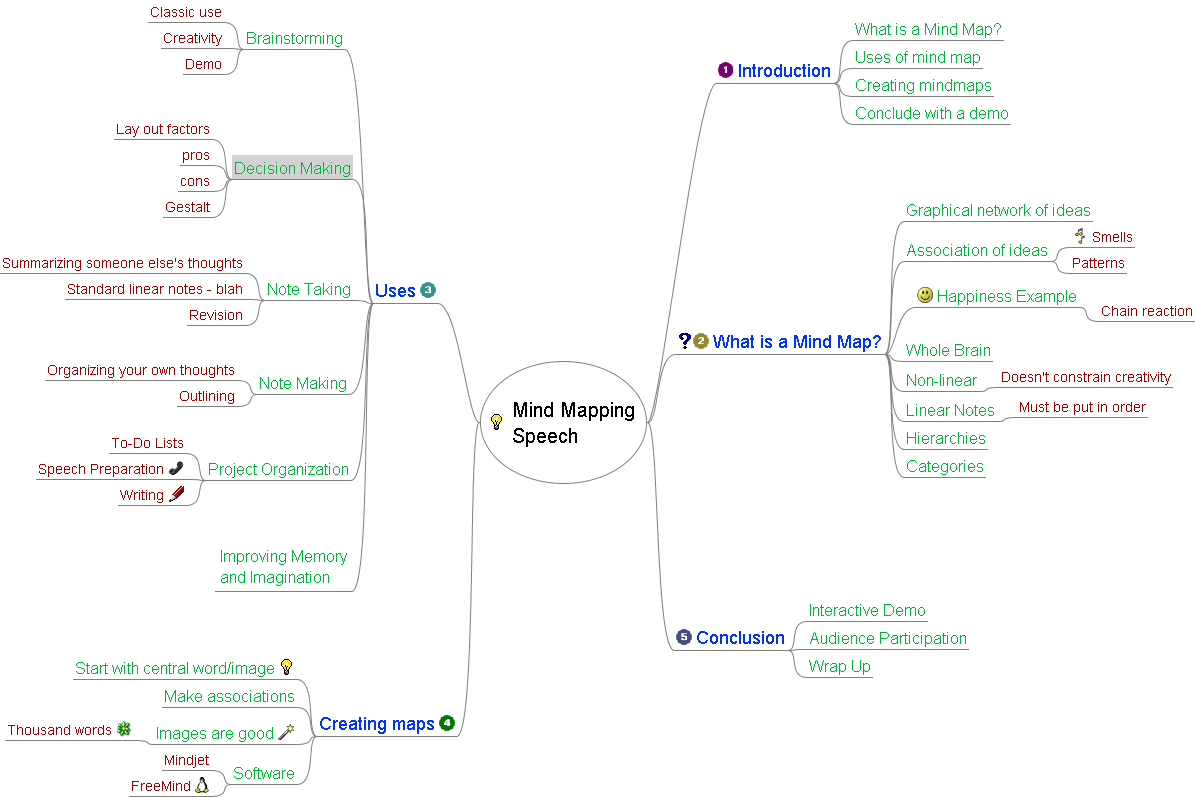 Mind Mapping
Speech
1
Introduction
What is a Mind Map?
Uses of mind map
Creating mindmaps
Conclude with a demo
?
2
What is a Mind Map?
Graphical network of ideas
Association of ideas
Smells
Patterns
Happiness Example
Chain reaction
Whole Brain
Non-linear
Doesn't constrain creativity
Linear Notes
Must be put in order
Hierarchies
Categories
Uses
3
Brainstorming
Classic use
Creativity
Demo
Decision Making
Lay out factors
pros
cons
Gestalt
Note Taking
Summarizing someone else's thoughts
Standard linear notes - blah
Revision
Note Making
Organizing your own thoughts
Outlining
Project Organization
To-Do Lists
Speech Preparation
Writing
Improving Memory
and Imagination
Creating maps
4
Start with central word/image
Make associations
Images are good
Thousand words
Software
Mindjet
FreeMind
5
Conclusion
Interactive Demo
Audience Participation
Wrap Up